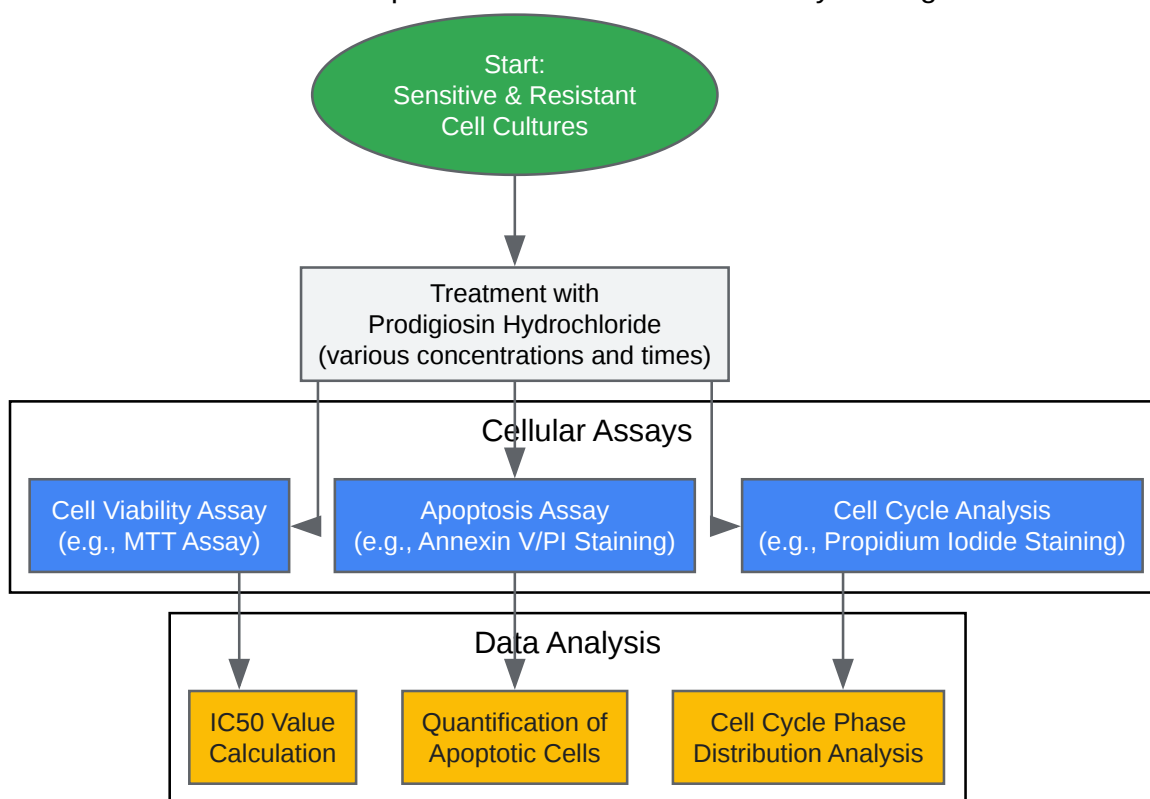 Start:
Sensitive & Resistant
Cell Cultures
Treatment with
Prodigiosin Hydrochloride
(various concentrations and times)
Cellular Assays
Cell Viability Assay
(e.g., MTT Assay)
Apoptosis Assay
(e.g., Annexin V/PI Staining)
Cell Cycle Analysis
(e.g., Propidium Iodide Staining)
Data Analysis
IC50 Value
Calculation
Quantification of
Apoptotic Cells
Cell Cycle Phase
Distribution Analysis